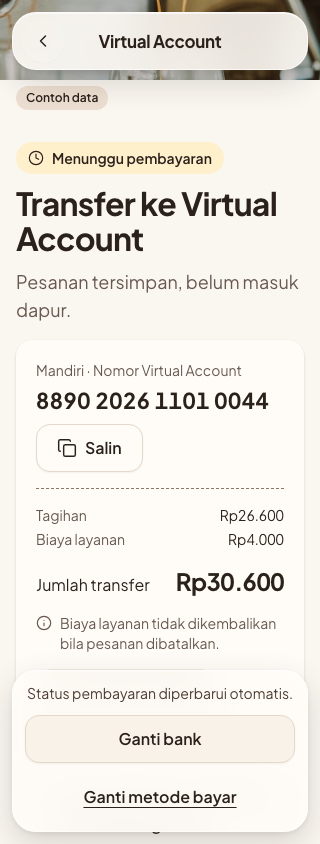 Virtual Account
Contoh data
Menunggu pembayaran
Transfer ke Virtual
Account
Pesanan tersimpan, belum masuk
dapur.
Mandiri · Nomor Virtual Account
8890 2026 1101 0044
Salin
Tagihan Rp26.600
Biaya layanan Rp4.000
Jumlah transfer Rp30.600
Biaya layanan tidak dikembalikan
bila pesanan dibatalkan.
Status pembayaran diperbarui otomatis.
Ganti bank
Ganti metode bayar